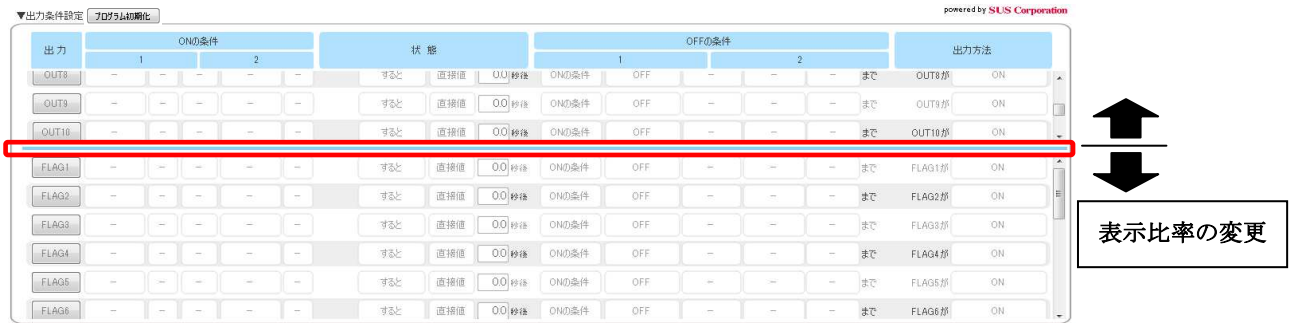 ▼出力条件設定 プログラム初期化 powered by SUS Corporation
出力 ONの条件 状態 OFFの条件 出力方法
1 2 1 2
OUT8 － － － － すると 直接値 0.0 秒後 ONの条件 OFF － － － まで OUT8が ON
OUT9 － － － － すると 直接値 0.0 秒後 ONの条件 OFF － － － まで OUT9が ON
OUT10 － － － － すると 直接値 0.0 秒後 ONの条件 OFF － － － まで OUT10が ON
FLAG1 － － － － すると 直接値 0.0 秒後 ONの条件 OFF － － － まで FLAG1が ON
FLAG2 － － － － すると 直接値 0.0 秒後 ONの条件 OFF － － － まで FLAG2が ON
FLAG3 － － － － すると 直接値 0.0 秒後 ONの条件 OFF － － － まで FLAG3が ON
FLAG4 － － － － すると 直接値 0.0 秒後 ONの条件 OFF － － － まで FLAG4が ON
FLAG5 － － － － すると 直接値 0.0 秒後 ONの条件 OFF － － － まで FLAG5が ON
FLAG6 － － － － すると 直接値 0.0 秒後 ONの条件 OFF － － － まで FLAG6が ON
表示比率の変更